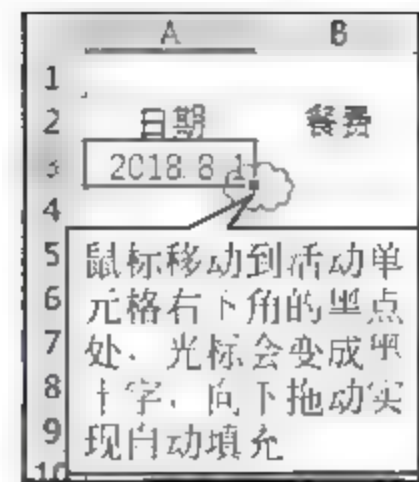 A B
1
2 日期 餐费
3 2018.8.1
4
5 鼠标移动到活动单
6 元格右下角的黑点
7 处，光标会变成黑
8 十字，向下拖动实
9 现自动填充
10